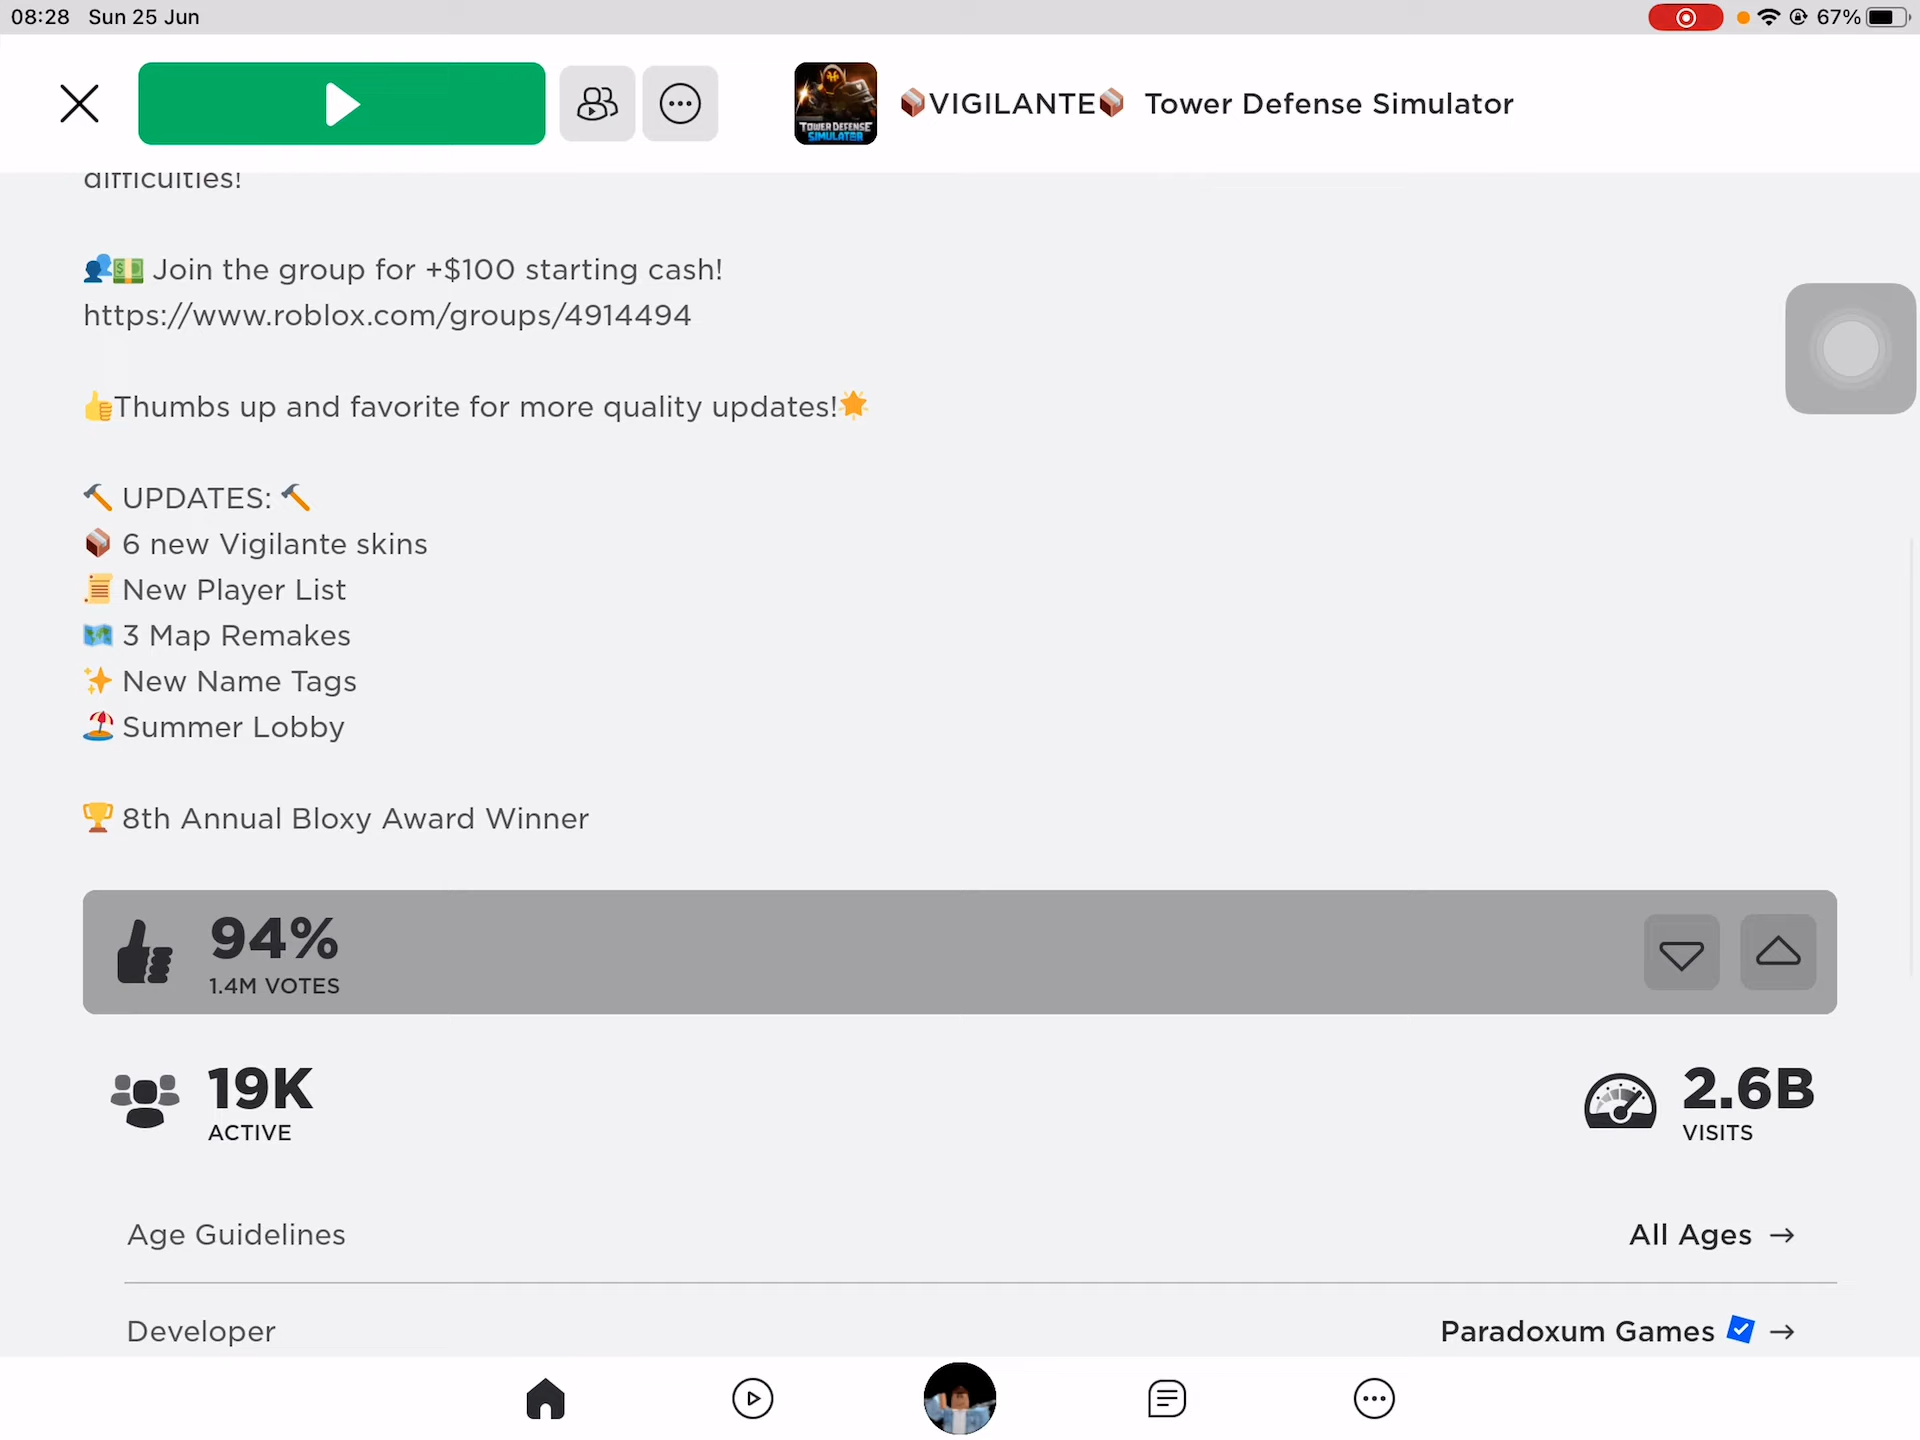 08:28 Sun 25 Jun 67%
TOWER DEFENSE
SIMULATOR
VIGILANTE Tower Defense Simulator
difficulties!
Join the group for +$100 starting cash!
https://www.roblox.com/groups/4914494
Thumbs up and favorite for more quality updates!
UPDATES:
6 new Vigilante skins
New Player List
3 Map Remakes
New Name Tags
Summer Lobby
8th Annual Bloxy Award Winner
94%
1.4M VOTES
19K
ACTIVE
2.6B
VISITS
Age Guidelines All Ages →
Developer Paradoxum Games →